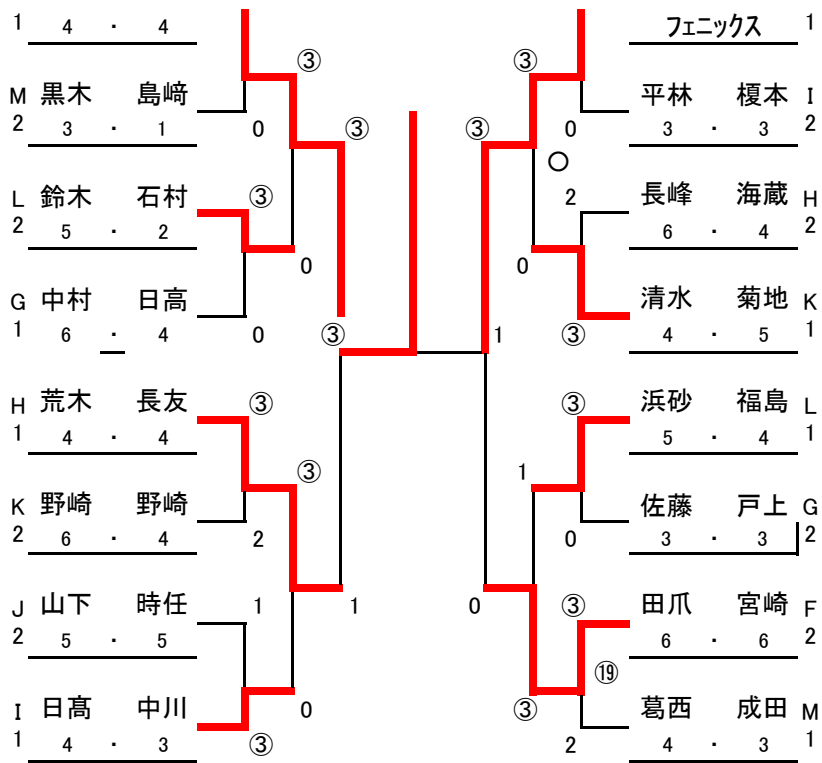 1 4 · 4
③ ③
フェニックス 1
M 黒木 島﨑
2 3 · 1
0 ③ ③
平林 榎本 I
0 3 · 3 2
○
L 鈴木 石村 ③
2 5 · 2
0
2 長峰 海蔵 H
6 · 4 2
0
G 中村 日高
1 6 · 4
0 ③ 1
清水 菊地 K
③ 4 · 5 1
H 荒木 長友 ③
1 4 · 4
③
③ 浜砂 福島 L
5 · 4 1
1
K 野崎 野崎
2 6 · 4
2
佐藤 戸上 G
0 3 · 3 2
J 山下 時任 1
2 5 · 5
1 0
③ 田爪 宮崎 F
6 · 6 2
⑲
I 日髙 中川 0
1 4 · 3 ③
③ 葛西 成田 M
2 4 · 3 1